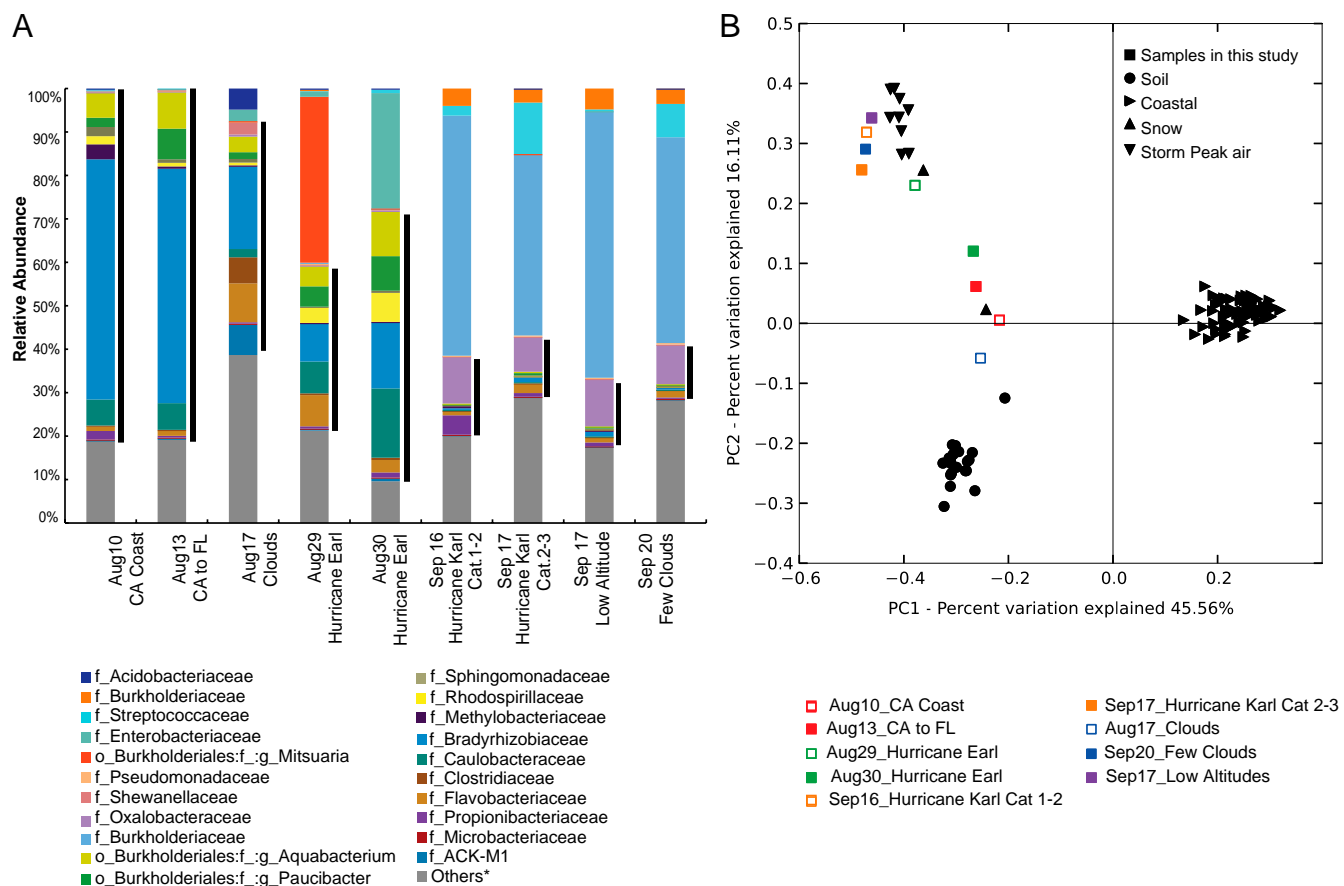 A
B
100%
90%
80%
70%
60%
50%
40%
30%
20%
10%
0%
Relative Abundance
Aug10
CA Coast
Aug13
CA to FL
Aug17
Clouds
Aug29
Hurricane Earl
Aug30
Hurricane Earl
Sep 16
Hurricane Karl
Cat.1-2
Sep 17
Hurricane Karl
Cat.2-3
Sep 17
Low Altitude
Sep 20
Few Clouds
f_Acidobacteriaceae
f_Burkholderiaceae
f_Streptococcaceae
f_Enterobacteriaceae
o_Burkholderiales:f_:g_Mitsuaria
f_Pseudomonadaceae
f_Shewanellaceae
f_Oxalobacteraceae
f_Burkholderiaceae
o_Burkholderiales:f_:g_Aquabacterium
o_Burkholderiales:f_:g_Paucibacter
f_Sphingomonadaceae
f_Rhodospirillaceae
f_Methylobacteriaceae
f_Bradyrhizobiaceae
f_Caulobacteraceae
f_Clostridiaceae
f_Flavobacteriaceae
f_Propionibacteriaceae
f_Microbacteriaceae
f_ACK-M1
Others*
0.5
0.4
0.3
0.2
0.1
0.0
−0.1
−0.2
−0.3
−0.4
PC2 - Percent variation explained 16.11%
−0.6
−0.4
−0.2
0.0
0.2
PC1 - Percent variation explained 45.56%
Samples in this study
Soil
Coastal
Snow
Storm Peak air
Aug10_CA Coast
Aug13_CA to FL
Aug29_Hurricane Earl
Aug30_Hurricane Earl
Sep16_Hurricane Karl Cat 1-2
Sep17_Hurricane Karl Cat 2-3
Aug17_Clouds
Sep20_Few Clouds
Sep17_Low Altitudes